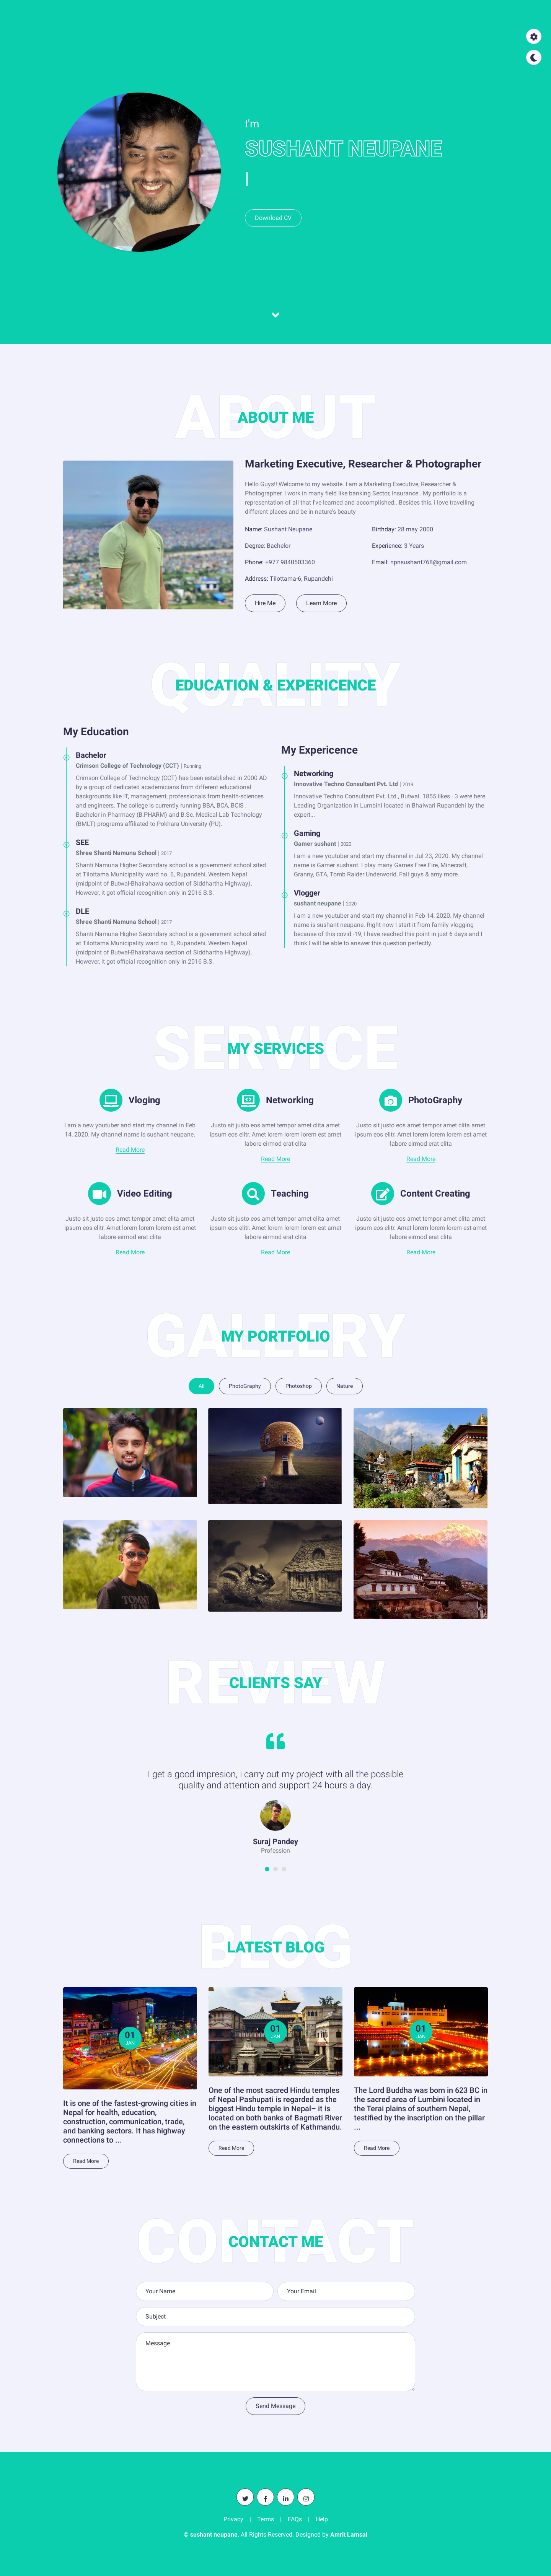 I'm
SUSHANT NEUPANE
Download CV
ABOUT
ABOUT ME
Marketing Executive, Researcher & Photographer
Hello Guys!! Welcome to my website. I am a Marketing Executive, Researcher &
Photographer. I work in many field like banking Sector, Insurance.. My portfolio is a
representation of all that I've learned and accomplished.. Besides this, i love travelling
different places and be in nature's beauty
Name: Sushant Neupane
Birthday: 28 may 2000
Degree: Bachelor
Experience: 3 Years
Phone: +977 9840503360
Email: npnsushant768@gmail.com
Address: Tilottama-6, Rupandehi
Hire Me
Learn More
QUALITY
EDUCATION & EXPERICENCE
My Education
Bachelor
Crimson College of Technology (CCT) | Running
Crimson College of Technology (CCT) has been established in 2000 AD
by a group of dedicated academicians from different educational
backgrounds like IT, management, professionals from health-sciences
and engineers. The college is currently running BBA, BCA, BCIS ,
Bachelor in Pharmacy (B.PHARM) and B.Sc. Medical Lab Technology
(BMLT) programs affiliated to Pokhara University (PU).
SEE
Shree Shanti Namuna School | 2017
Shanti Namuna Higher Secondary school is a government school sited
at Tilottama Municipality ward no. 6, Rupandehi, Western Nepal
(midpoint of Butwal-Bhairahawa section of Siddhartha Highway).
However, it got official recognition only in 2016 B.S.
DLE
Shree Shanti Namuna School | 2017
Shanti Namuna Higher Secondary school is a government school sited
at Tilottama Municipality ward no. 6, Rupandehi, Western Nepal
(midpoint of Butwal-Bhairahawa section of Siddhartha Highway).
However, it got official recognition only in 2016 B.S.
My Expericence
Networking
Innovative Techno Consultant Pvt. Ltd | 2019
Innovative Techno Consultant Pvt. Ltd., Butwal. 1855 likes · 3 were here.
Leading Organization in Lumbini located in Bhalwari Rupandehi by the
expert...
Gaming
Gamer sushant | 2020
I am a new youtuber and start my channel in Jul 23, 2020. My channel
name is Gamer sushant. I play many Games Free Fire, Minecraft,
Granny, GTA, Tomb Raider Underworld, Fall guys & amy more.
Vlogger
sushant neupane | 2020
I am a new youtuber and start my channel in Feb 14, 2020. My channel
name is sushant neupane. Right now I start it from family vlogging
because of this covid -19, I have reached this point in just 6 days and I
think I will be able to answer this question perfectly.
SERVICE
MY SERVICES
Vloging
I am a new youtuber and start my channel in Feb
14, 2020. My channel name is sushant neupane.
Read More
Networking
Justo sit justo eos amet tempor amet clita amet
ipsum eos elitr. Amet lorem lorem lorem est amet
labore eirmod erat clita
Read More
PhotoGraphy
Justo sit justo eos amet tempor amet clita amet
ipsum eos elitr. Amet lorem lorem lorem est amet
labore eirmod erat clita
Read More
Video Editing
Justo sit justo eos amet tempor amet clita amet
ipsum eos elitr. Amet lorem lorem lorem est amet
labore eirmod erat clita
Read More
Teaching
Justo sit justo eos amet tempor amet clita amet
ipsum eos elitr. Amet lorem lorem lorem est amet
labore eirmod erat clita
Read More
Content Creating
Justo sit justo eos amet tempor amet clita amet
ipsum eos elitr. Amet lorem lorem lorem est amet
labore eirmod erat clita
Read More
GALLERY
MY PORTFOLIO
All
PhotoGraphy
Photoshop
Nature
REVIEW
CLIENTS SAY
I get a good impresion, i carry out my project with all the possible
quality and attention and support 24 hours a day.
Suraj Pandey
Profession
BLOG
LATEST BLOG
01
JAN
It is one of the fastest-growing cities in
Nepal for health, education,
construction, communication, trade,
and banking sectors. It has highway
connections to ...
Read More
01
JAN
One of the most sacred Hindu temples
of Nepal Pashupati is regarded as the
biggest Hindu temple in Nepal– it is
located on both banks of Bagmati River
on the eastern outskirts of Kathmandu.
Read More
01
JAN
The Lord Buddha was born in 623 BC in
the sacred area of Lumbini located in
the Terai plains of southern Nepal,
testified by the inscription on the pillar
...
Read More
CONTACT
CONTACT ME
Your Name
Your Email
Subject
Message
Send Message
Privacy | Terms | FAQs | Help
© sushant neupane. All Rights Reserved. Designed by Amrit Lamsal